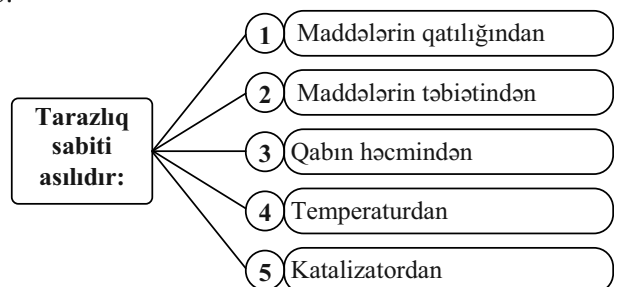 1 Maddələrin qatılığından
2 Maddələrin təbiətindən
Tarazlıq
sabiti
asılıdır:
3 Qabın həcmindən
4 Temperaturdan
5 Katalizatordan